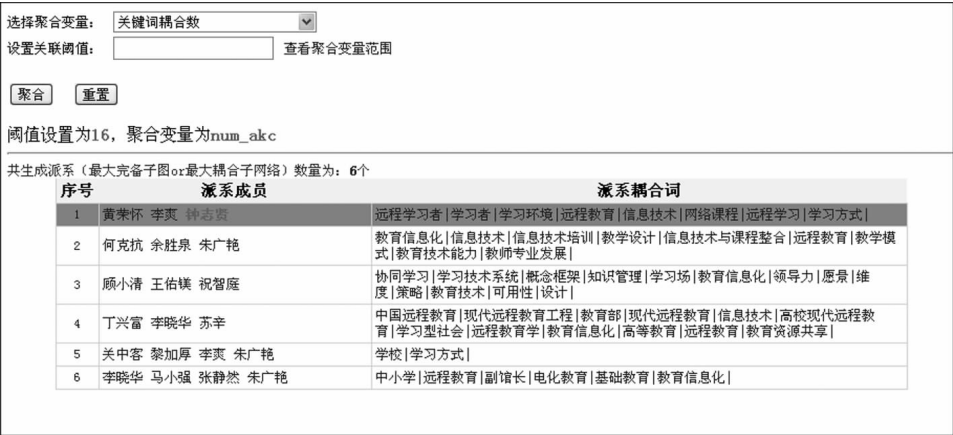 选择聚合变量： 关键词耦合数
设置关联阈值： 查看聚合变量范围
聚合 重置
阈值设置为16，聚合变量为num_akc
共生成派系（最大完备子图or最大耦合子网络）数量为：6个
序号 派系成员 派系耦合词
1 黄荣怀 李爽 钟志贤 远程学习者|学习者|学习环境|远程教育|信息技术|网络课程|远程学习|学习方式|
2 何克抗 余胜泉 朱广艳 教育信息化|信息技术|信息技术培训|教学设计|信息技术与课程整合|远程教育|教学模
式|教育技术能力|教师专业发展|
3 顾小清 王佑镁 祝智庭 协同学习|学习技术系统|概念框架|知识管理|学习场|教育信息化|领导力|愿景|维
度|策略|教育技术|可用性|设计|
4 丁兴富 李晓华 苏辛 中国远程教育|现代远程教育工程|教育部|现代远程教育|信息技术|高校现代远程教
育|学习型社会|远程教育学|教育信息化|高等教育|远程教育|教育资源共享|
5 关中客 黎加厚 李爽 朱广艳 学校|学习方式|
6 李晓华 马小强 张静然 朱广艳 中小学|远程教育|副馆长|电化教育|基础教育|教育信息化|